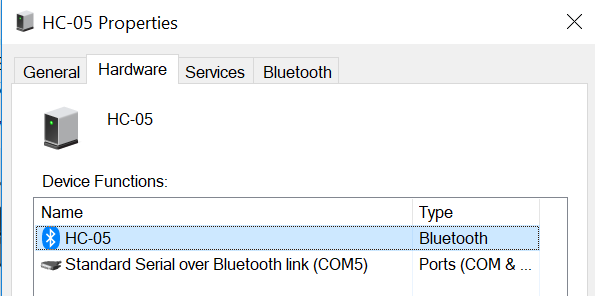 HC-05 Properties
General Hardware Services Bluetooth
HC-05
Device Functions:
Name Type
HC-05 Bluetooth
Standard Serial over Bluetooth link (COM5) Ports (COM & ...